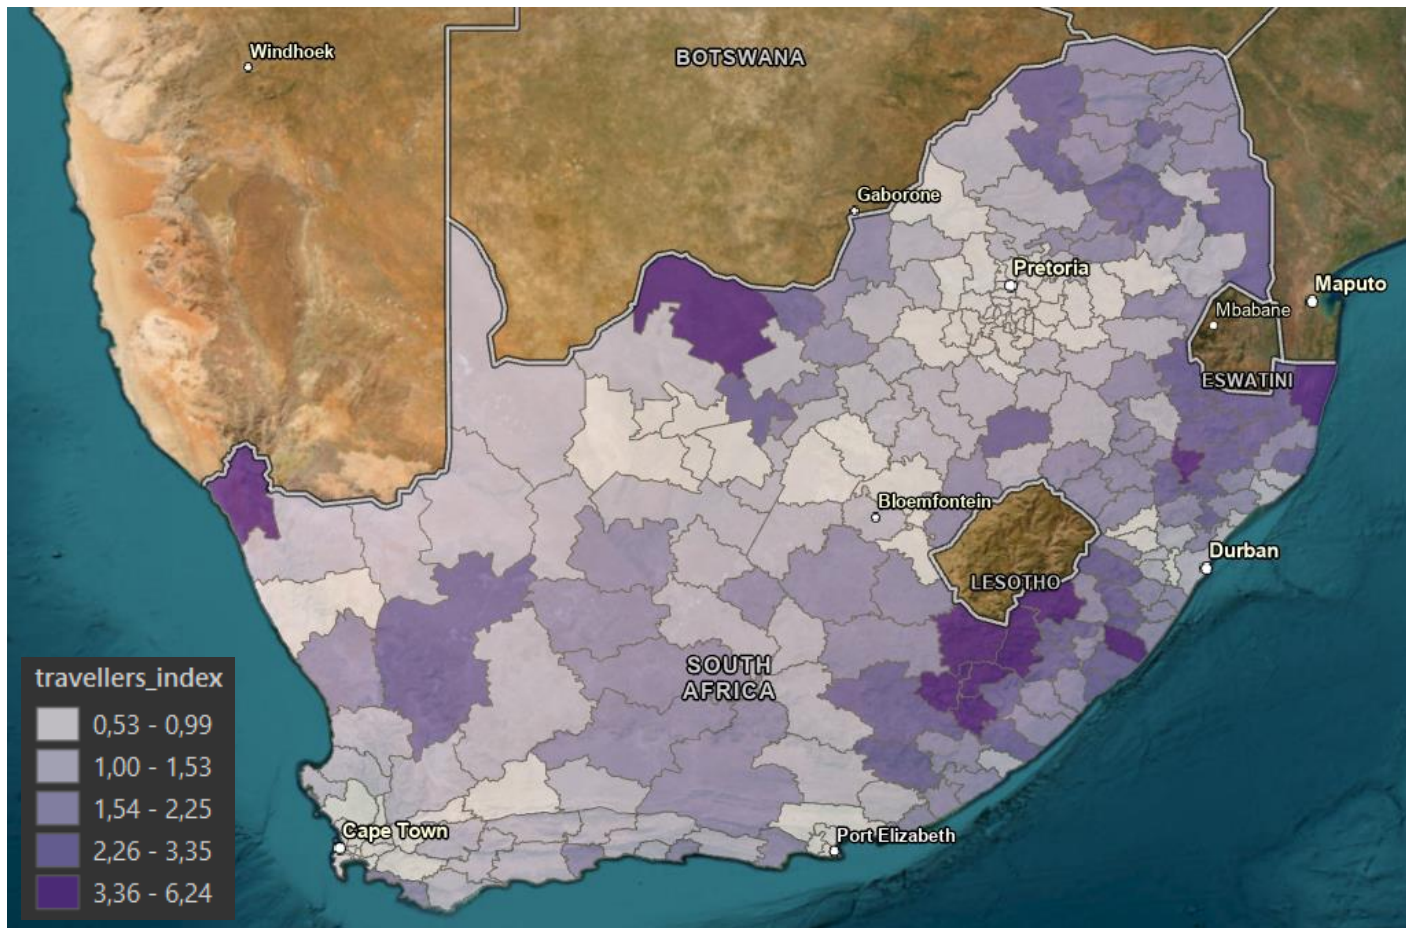 Windhoek
BOTSWANA
Gaborone
Pretoria
Maputo
Mbabane
ESWATINI
Bloemfontein
Durban
LESOTHO
SOUTH
AFRICA
travellers_index
0,53 - 0,99
1,00 - 1,53
1,54 - 2,25
2,26 - 3,35
3,36 - 6,24
Cape Town
Port Elizabeth